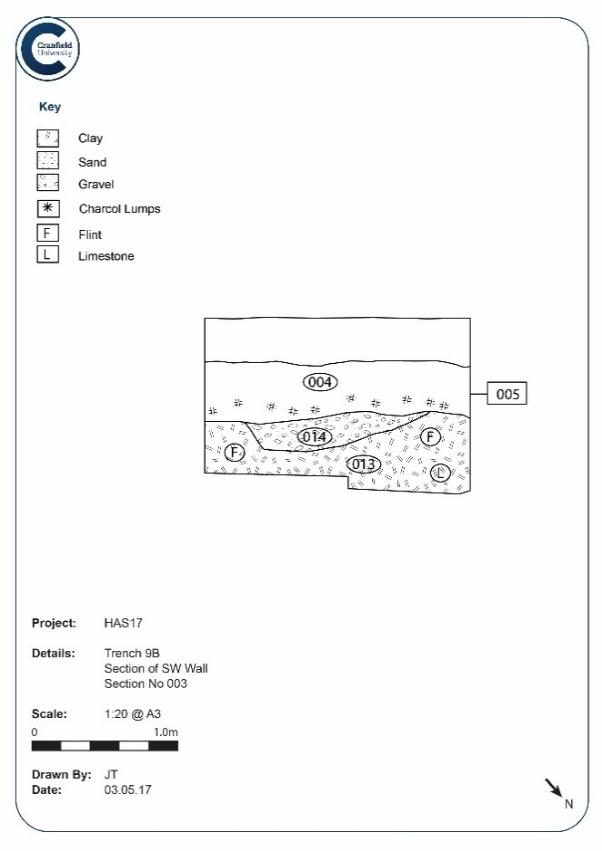 Cranfield
University
Key
Clay
Sand
Gravel
Charcol Lumps
F Flint
L Limestone
004
005
014
F
F
013
L
Project: HAS17
Details: Trench 9B
Section of SW Wall
Section No 003
Scale: 1:20 @ A3
0 1.0m
Drawn By: JT
Date: 03.05.17
N